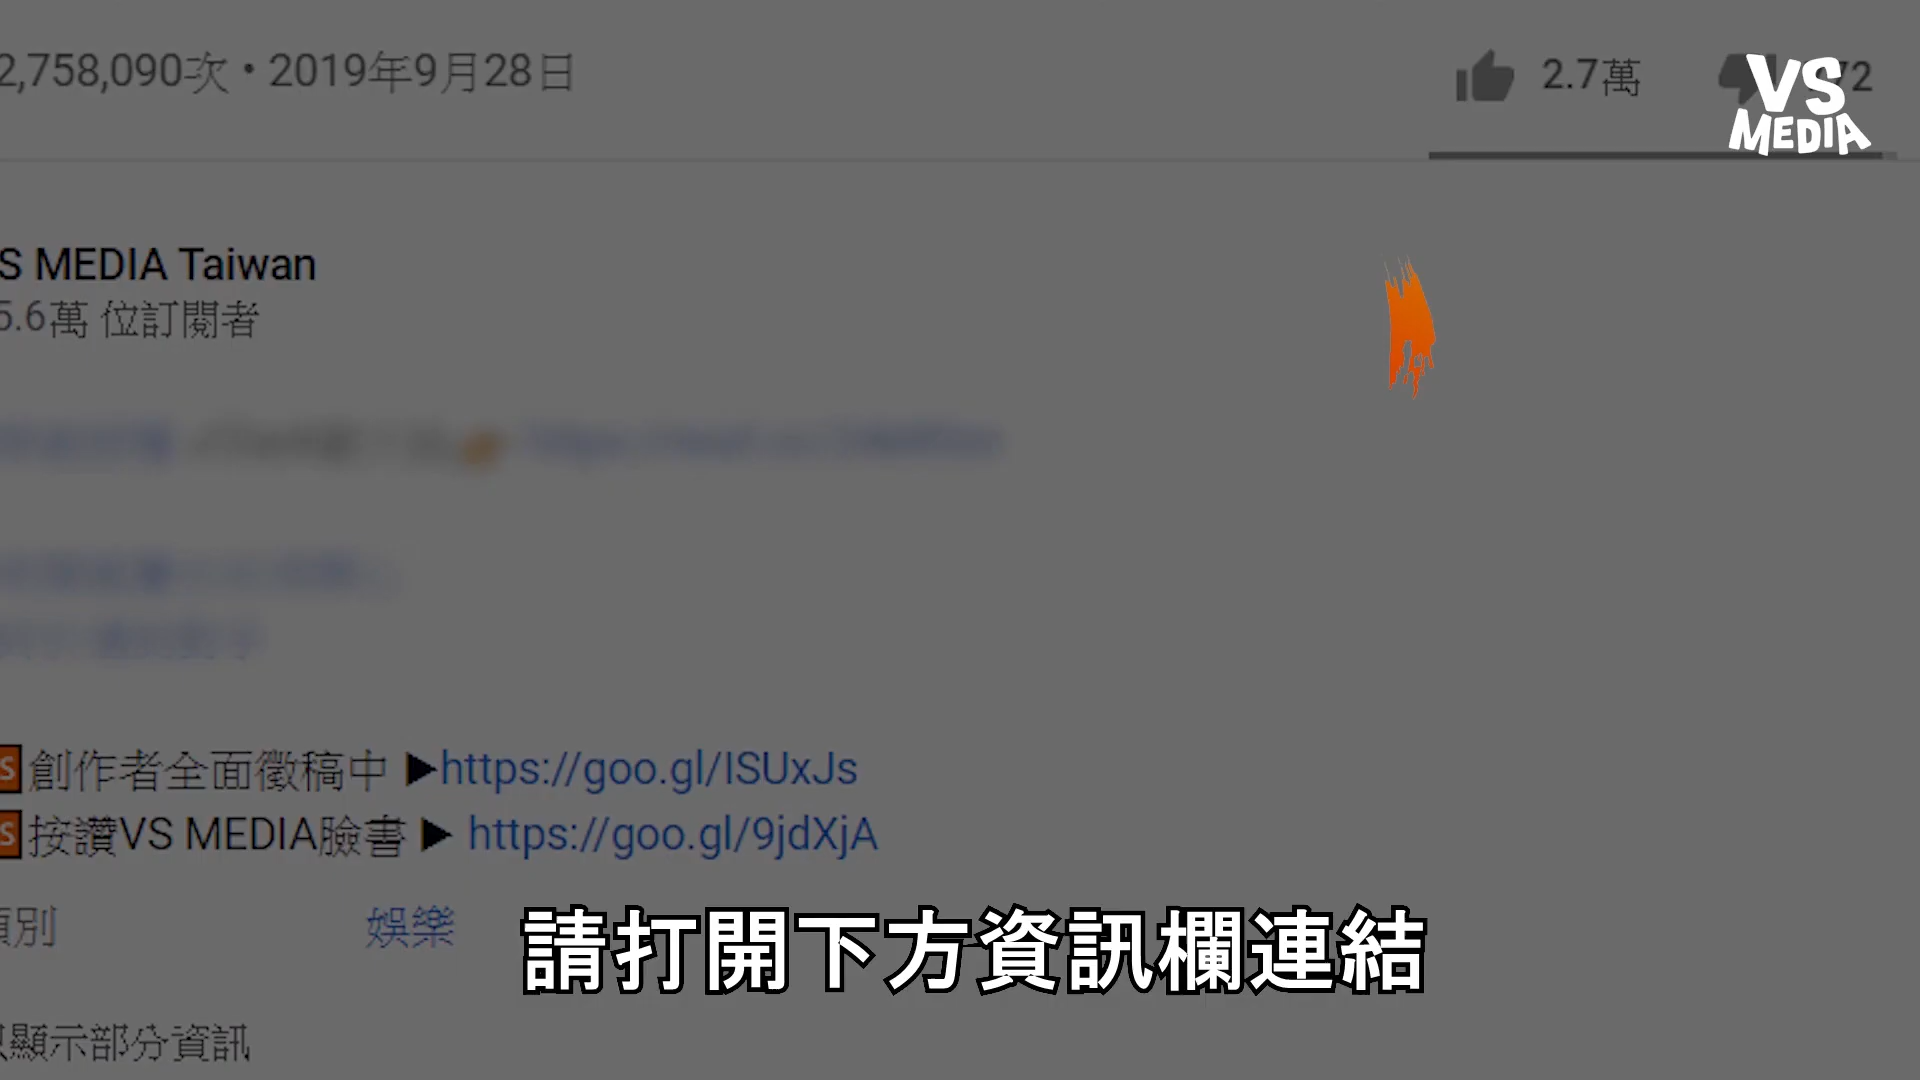 2,758,090次 • 2019年9月28日
2.7萬
VS
MEDIA
S MEDIA Taiwan
5.6萬 位訂閱者
創作者全面徵稿中 ▶https://goo.gl/ISUxJs
按讚VS MEDIA臉書 ▶ https://goo.gl/9jdXjA
類別 娛樂
請打開下方資訊欄連結
只顯示部分資訊